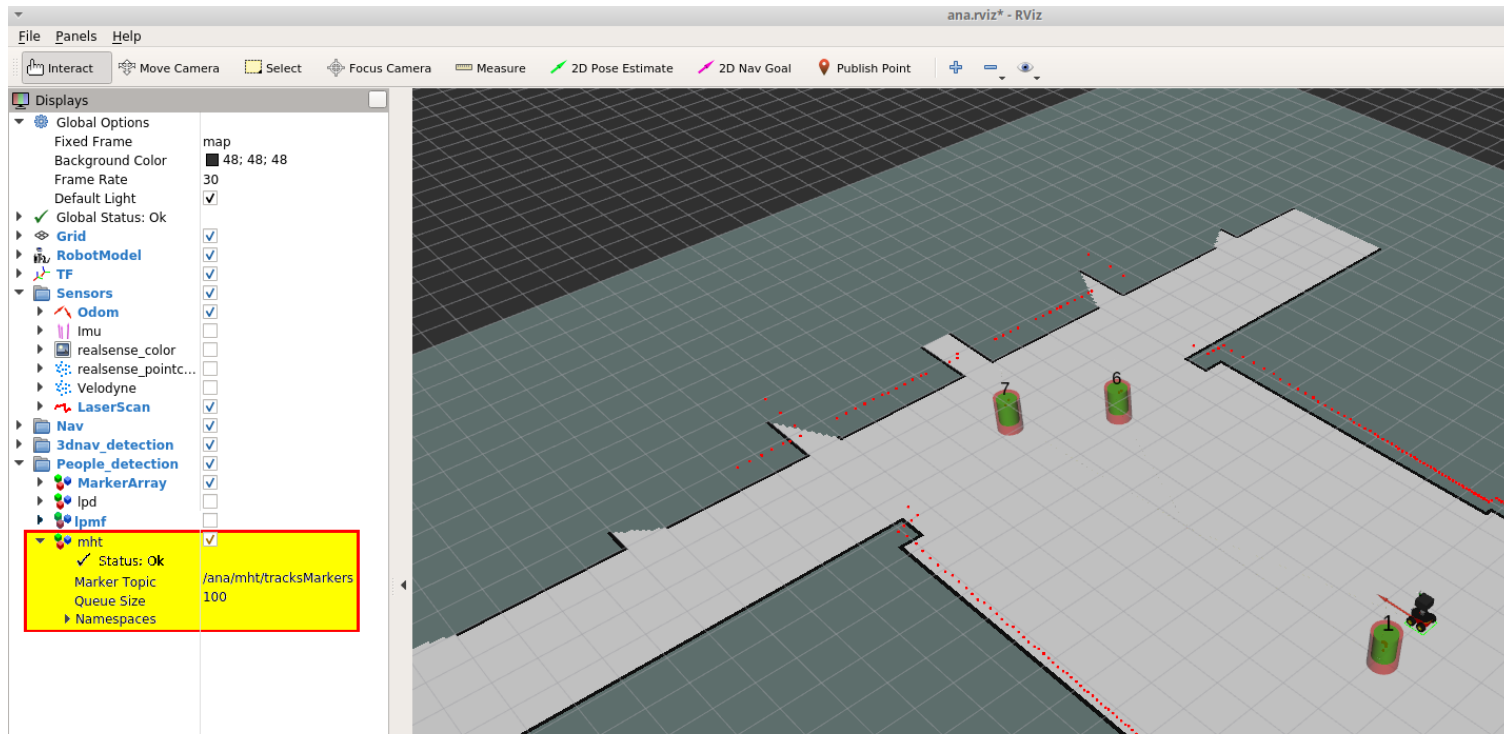 ana.rviz* - RViz
File Panels Help
Interact Move Camera Select Focus Camera Measure 2D Pose Estimate 2D Nav Goal Publish Point
Displays
Global Options
Fixed Frame map
Background Color 48; 48; 48
Frame Rate 30
Default Light
Global Status: Ok
Grid
RobotModel
TF
Sensors
Odom
Imu
realsense_color
realsense_pointc...
Velodyne
LaserScan
Nav
3dnav_detection
People_detection
MarkerArray
lpd
lpmf
mht
Status: Ok
Marker Topic /ana/mht/tracksMarkers
Queue Size 100
Namespaces
7
6
1